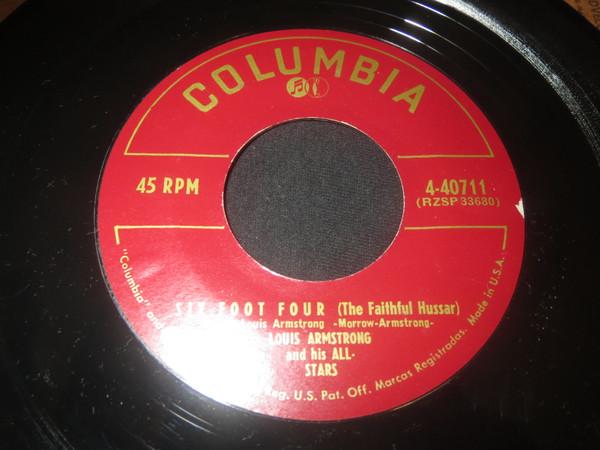 COLUMBIA
45 RPM
4-40711
(RZSP 33680)
SIX FOOT FOUR (The Faithful Hussar)
Louis Armstrong -Morrow-Armstrong-
LOUIS ARMSTRONG
and his ALL-
STARS
"Columbia" and Reg. U.S. Pat. Off. Marcas Registradas. Made in U.S.A.